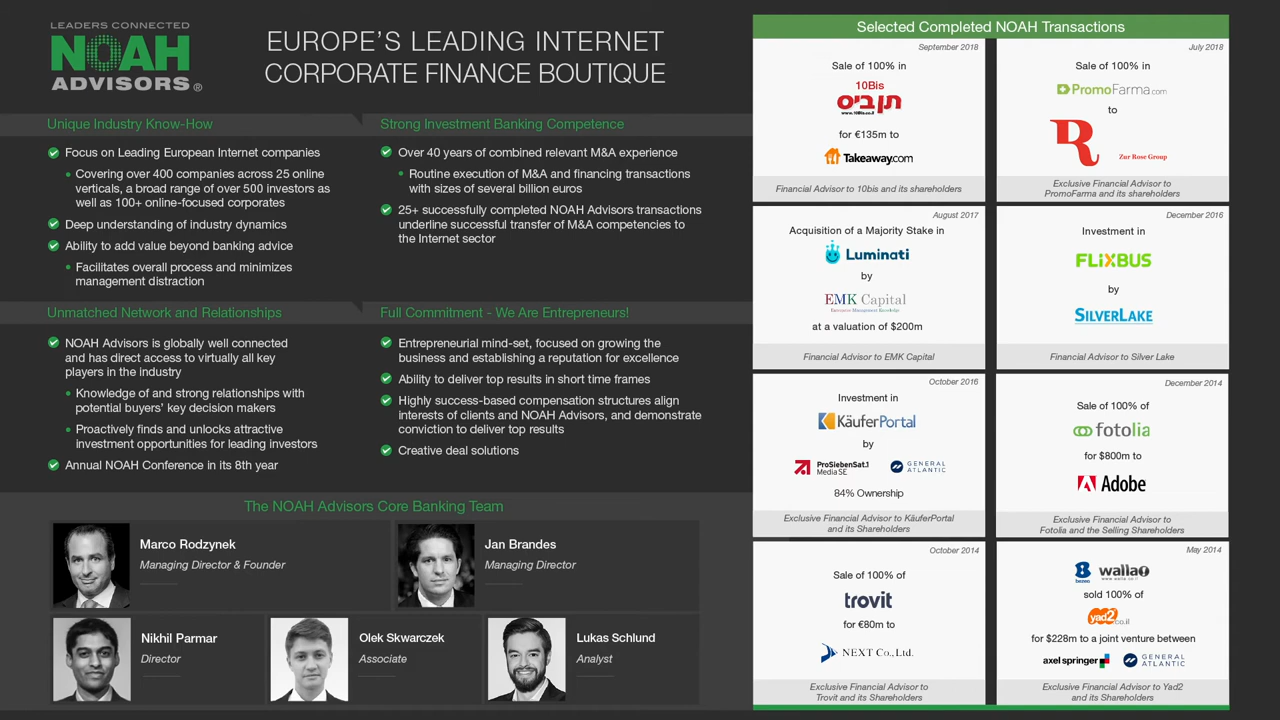 LEADERS CONNECTED
NOAH
ADVISORS®
EUROPE'S LEADING INTERNET
CORPORATE FINANCE BOUTIQUE
Unique Industry Know-How
Focus on Leading European Internet companies
• Covering over 400 companies across 25 online
verticals, a broad range of over 500 investors as
well as 100+ online-focused corporates
Deep understanding of industry dynamics
Ability to add value beyond banking advice
• Facilitates overall process and minimizes
management distraction
Strong Investment Banking Competence
Over 40 years of combined relevant M&A experience
• Routine execution of M&A and financing transactions
with sizes of several billion euros
25+ successfully completed NOAH Advisors transactions
underline successful transfer of M&A competencies to
the Internet sector
Unmatched Network and Relationships
NOAH Advisors is globally well connected
and has direct access to virtually all key
players in the industry
• Knowledge of and strong relationships with
potential buyers' key decision makers
• Proactively finds and unlocks attractive
investment opportunities for leading investors
Annual NOAH Conference in its 8th year
Full Commitment - We Are Entrepreneurs!
Entrepreneurial mind-set, focused on growing the
business and establishing a reputation for excellence
Ability to deliver top results in short time frames
Highly success-based compensation structures align
interests of clients and NOAH Advisors, and demonstrate
conviction to deliver top results
Creative deal solutions
The NOAH Advisors Core Banking Team
Marco Rodzynek
Managing Director & Founder
Jan Brandes
Managing Director
Nikhil Parmar
Director
Olek Skwarczek
Associate
Lukas Schlund
Analyst
Selected Completed NOAH Transactions
September 2018
Sale of 100% in
10Bis
תן ביס
www.10Bis.co.il
for €135m to
Takeaway.com
Financial Advisor to 10bis and its shareholders
July 2018
Sale of 100% in
PromoFarma.com
to
R
Zur Rose Group
Exclusive Financial Advisor to
PromoFarma and its shareholders
August 2017
Acquisition of a Majority Stake in
Luminati
by
EMK Capital
Entrepreneur Management Knowledge
at a valuation of $200m
Financial Advisor to EMK Capital
December 2016
Investment in
FLiXBUS
by
SILVERLAKE
Financial Advisor to Silver Lake
October 2016
Investment in
KäuferPortal
by
ProSiebenSat.1
Media SE
GENERAL
ATLANTIC
84% Ownership
Exclusive Financial Advisor to KäuferPortal
and its Shareholders
December 2014
Sale of 100% of
fotolia
for $800m to
Adobe
Exclusive Financial Advisor to
Fotolia and the Selling Shareholders
October 2014
Sale of 100% of
trovit
for €80m to
NEXT Co., Ltd.
Exclusive Financial Advisor to
Trovit and its Shareholders
May 2014
bezeq
walla
www.walla.co.il
sold 100% of
yad2.co.il
for $228m to a joint venture between
axel springer
GENERAL
ATLANTIC
Exclusive Financial Advisor to Yad2
and its Shareholders